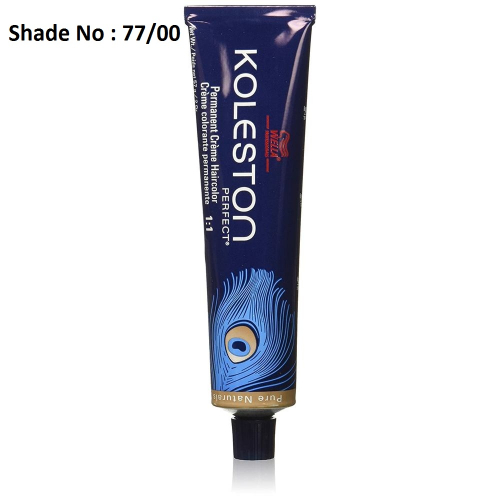 Shade No : 77/00
KOLESTON
PERFECT®
WELLA
Permanent Crème Haircolor
Crème colorante permanente
1:1
Pure Naturals